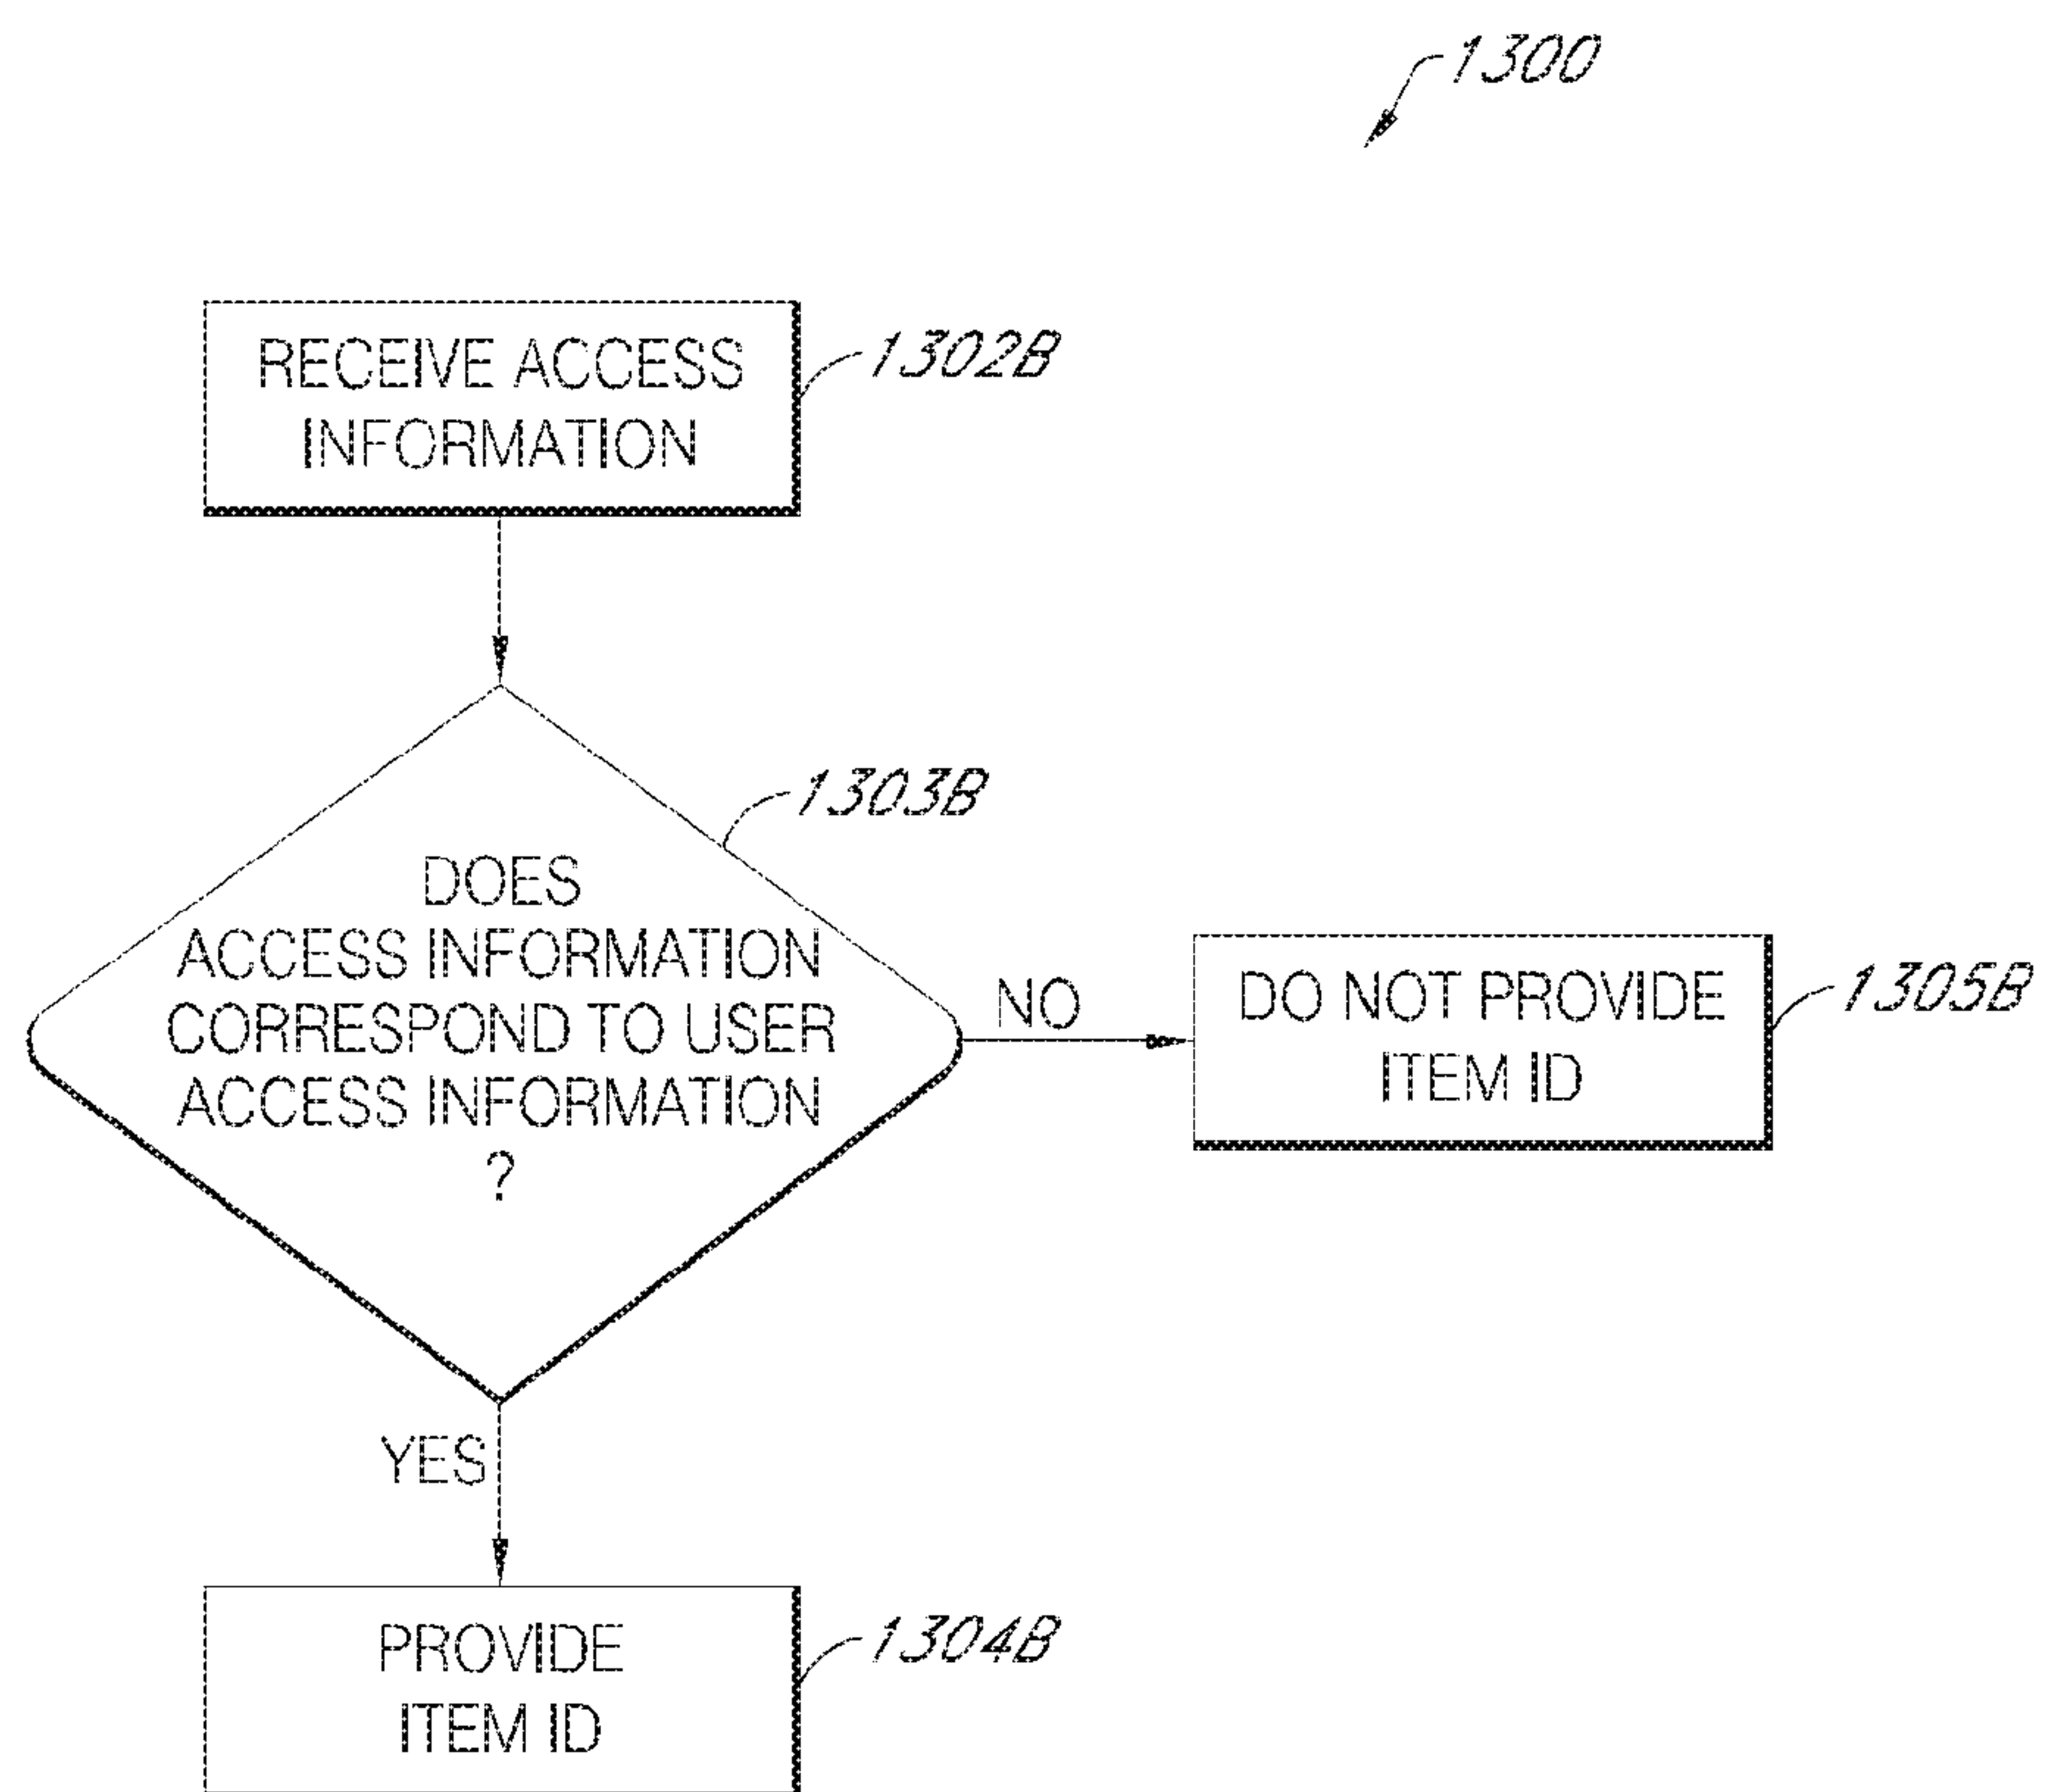 1300
RECEIVE ACCESS
INFORMATION
1302B
1303B
DOES
ACCESS INFORMATION
CORRESPOND TO USER
ACCESS INFORMATION
?
NO
DO NOT PROVIDE
ITEM ID
1305B
YES
PROVIDE
ITEM ID
1304B